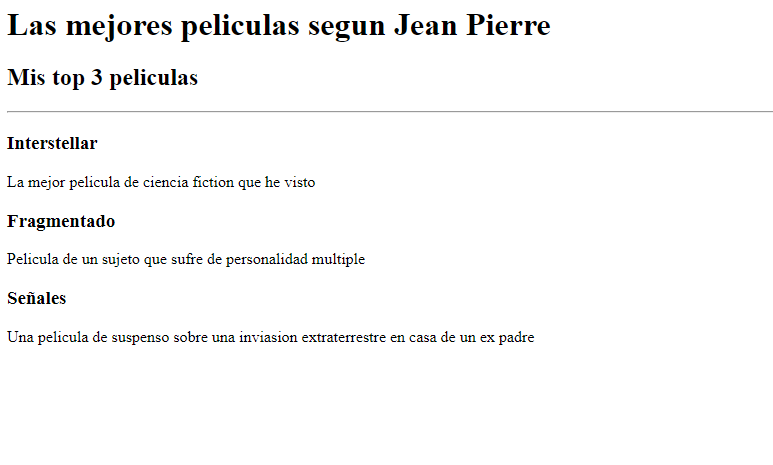 Las mejores peliculas segun Jean Pierre
Mis top 3 peliculas
Interstellar
La mejor pelicula de ciencia fiction que he visto
Fragmentado
Pelicula de un sujeto que sufre de personalidad multiple
Señales
Una pelicula de suspenso sobre una inviasion extraterrestre en casa de un ex padre